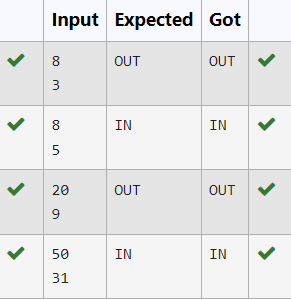 Input Expected Got
8 OUT OUT
3
8 IN IN
5
20 OUT OUT
9
50 IN IN
31